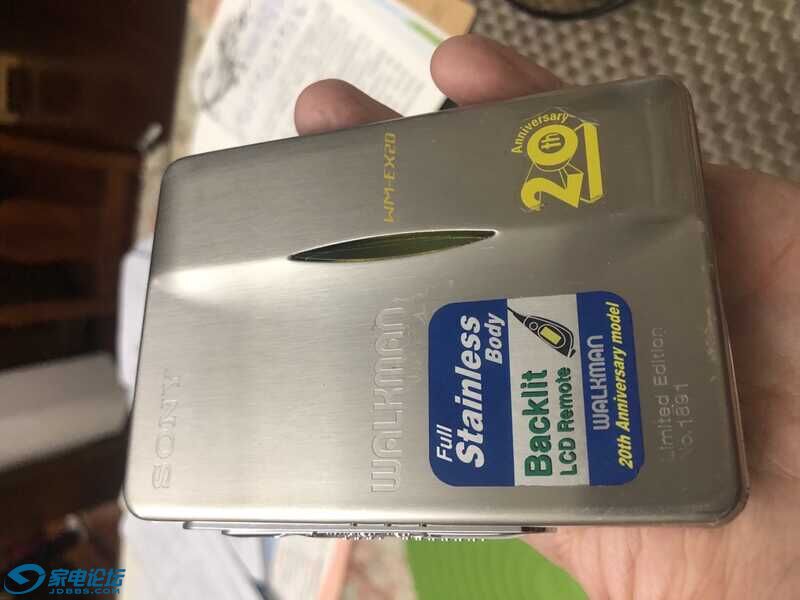 SONY
WALKMAN
WM-EX20
Anniversary
20th
Full
Stainless
Body
Backlit
LCD Remote
WALKMAN
20th Anniversary model
Limited Edition
No.1891
家电论坛
JDBBS.COM